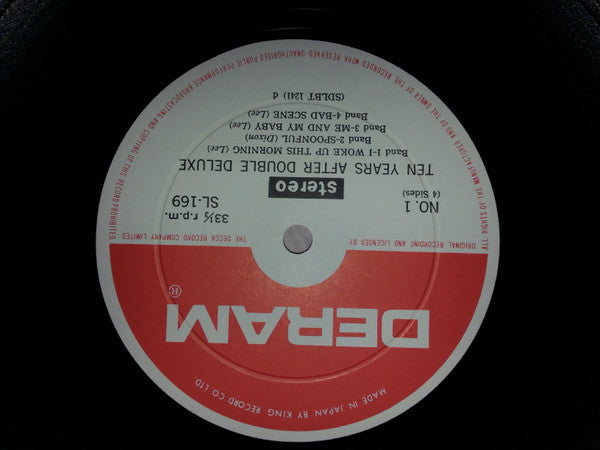 MADE IN JAPAN BY KING RECORD CO LTD
DERAM
®
ORIGINAL RECORDING AND LICENSED BY THE DECCA RECORD COMPANY LIMITED
ALL RIGHTS OF THE MANUFACTURER AND OF THE OWNER OF THE RECORDED WORK RESERVED·UNAUTHORISED PUBLIC PERFORMANCE BROADCASTING AND COPYING OF THIS RECORD PROHIBITED
NO. 1
(4 Sides)
stereo
33⅓ r.p.m.
SL-169
TEN YEARS AFTER DOUBLE DELUXE
Band 1-I WOKE UP THIS MORNING (Lee)
Band 2-SPOONFUL (Dixon)
Band 3-ME AND MY BABY (Lee)
Band 4-BAD SCENE (Lee)
(SDLBT 1241) d